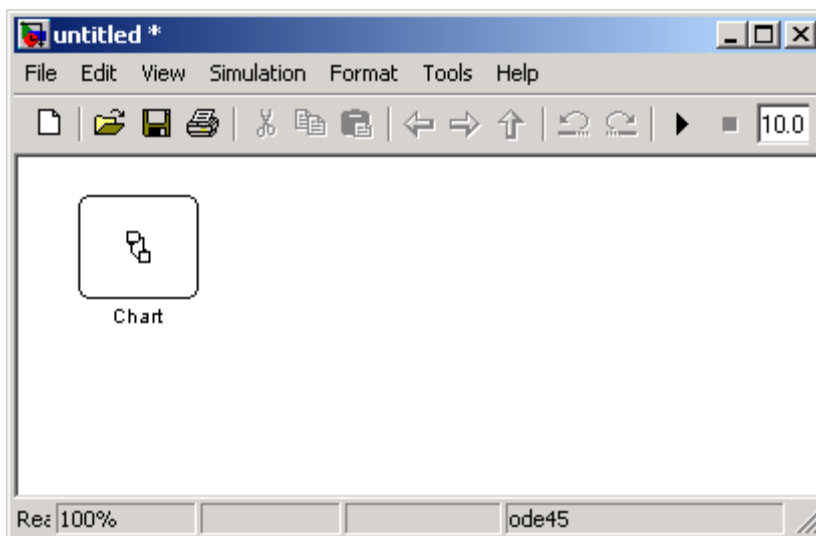 untitled *
File Edit View Simulation Format Tools Help
10.0
Chart
100% ode45